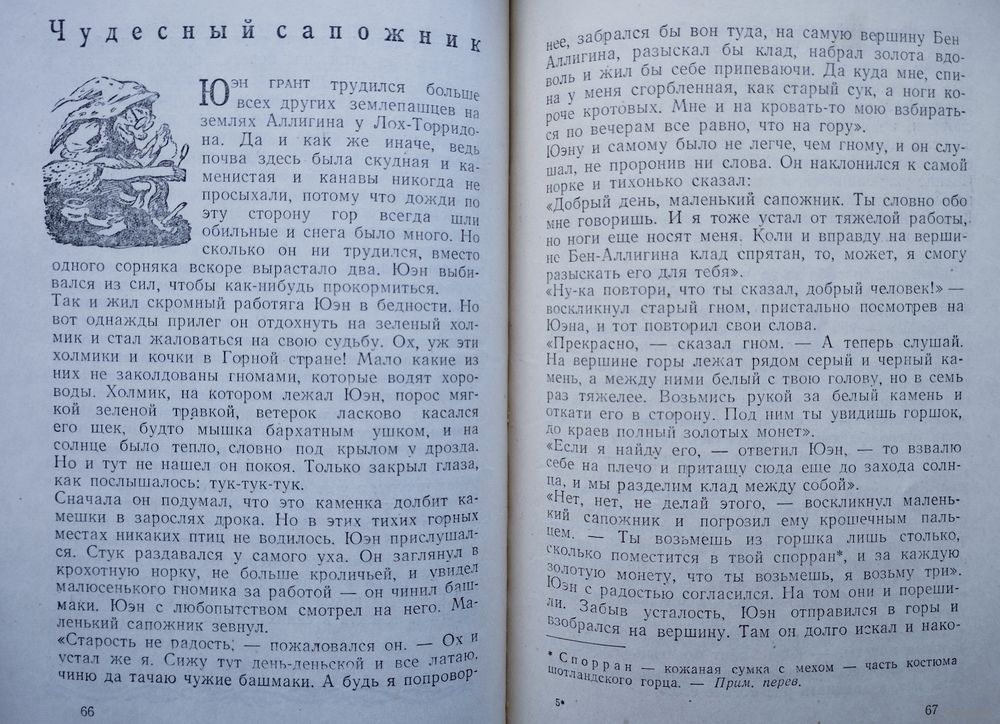 Чудесный сапожник
Юэн грант трудился больше
всех других землепашцев на
землях Аллигина у Лох-Торридо-
на. Да и как же иначе, ведь
почва здесь была скудная и ка-
менистая и канавы никогда не
просыхали, потому что дожди по
эту сторону гор всегда шли
обильные и снега было много. Но
сколько он ни трудился, вместо
одного сорняка вскоре вырастало два. Юэн выби-
вался из сил, чтобы как-нибудь прокормиться.
Так и жил скромный работяга Юэн в бедности. Но
вот однажды прилег он отдохнуть на зеленый хол-
мик и стал жаловаться на свою судьбу. Ох, уж эти
холмики и кочки в Горной стране! Мало какие из
них не заколдованы гномами, которые водят хоро-
воды. Холмик, на котором лежал Юэн, порос мяг-
кой зеленой травкой, ветерок ласково касался
его щек, будто мышка бархатным ушком, и на
солнце было тепло, словно под крылом у дрозда.
Но и тут не нашел он покоя. Только закрыл глаза,
как послышалось: тук-тук-тук.
Сначала он подумал, что это каменка долбит ка-
мешки в зарослях дрока. Но в этих тихих горных
местах никаких птиц не водилось. Юэн прислушал-
ся. Стук раздавался у самого уха. Он заглянул в
крохотную норку, не больше кроличьей, и увидел
малюсенького гномика за работой — он чинил баш-
маки. Юэн с любопытством смотрел на него. Ма-
ленький сапожник зевнул.
«Старость не радость, — пожаловался он. — Ох и
устал же я. Сижу тут день-деньской и все латаю,
чиню да тачаю чужие башмаки. А будь я попровор-
66
нее, забрался бы вон туда, на самую вершину Бен
Аллигина, разыскал бы клад, набрал золота вдо-
воль и жил бы себе припеваючи. Да куда мне, спи-
на у меня сгорбленная, как старый сук, а ноги ко-
роче кротовых. Мне и на кровать-то мою взбирать-
ся по вечерам все равно, что на гору».
Юэну и самому было не легче, чем гному, и он слу-
шал, не проронив ни слова. Он наклонился к самой
норке и тихонько сказал:
«Добрый день, маленький сапожник. Ты словно обо
мне говоришь. И я тоже устал от тяжелой работы,
но ноги еще носят меня. Коли и вправду на верши-
не Бен-Аллигина клад спрятан, то, может, я смогу
разыскать его для тебя».
«Ну-ка повтори, что ты сказал, добрый человек!» —
воскликнул старый гном, пристально посмотрев на
Юэна, и тот повторил свои слова.
«Прекрасно, — сказал гном. — А теперь слушай.
На вершине горы лежат рядом серый и черный ка-
мень, а между ними белый с твою голову, но в семь
раз тяжелее. Возьмись рукой за белый камень и
откати его в сторону. Под ним ты увидишь горшок,
до краев полный золотых монет».
«Если я найду его, — ответил Юэн, — то взвалю
себе на плечо и притащу сюда еще до захода солн-
ца, и мы разделим клад между собой».
«Нет, нет, не делай этого, — воскликнул малень-
кий сапожник и погрозил ему крошечным паль-
цем. — Ты возьмешь из горшка лишь столько,
сколько поместится в твой спорран*, и за каждую
золотую монету, что ты возьмешь, я возьму три».
Юэн с радостью согласился. На том они и пореши-
ли. Забыв усталость, Юэн отправился в горы и
взобрался на вершину. Там он долго искал и нако-
* Спорран — кожаная сумка с мехом — часть костюма
шотландского горца. — Прим. перев.
5*
67